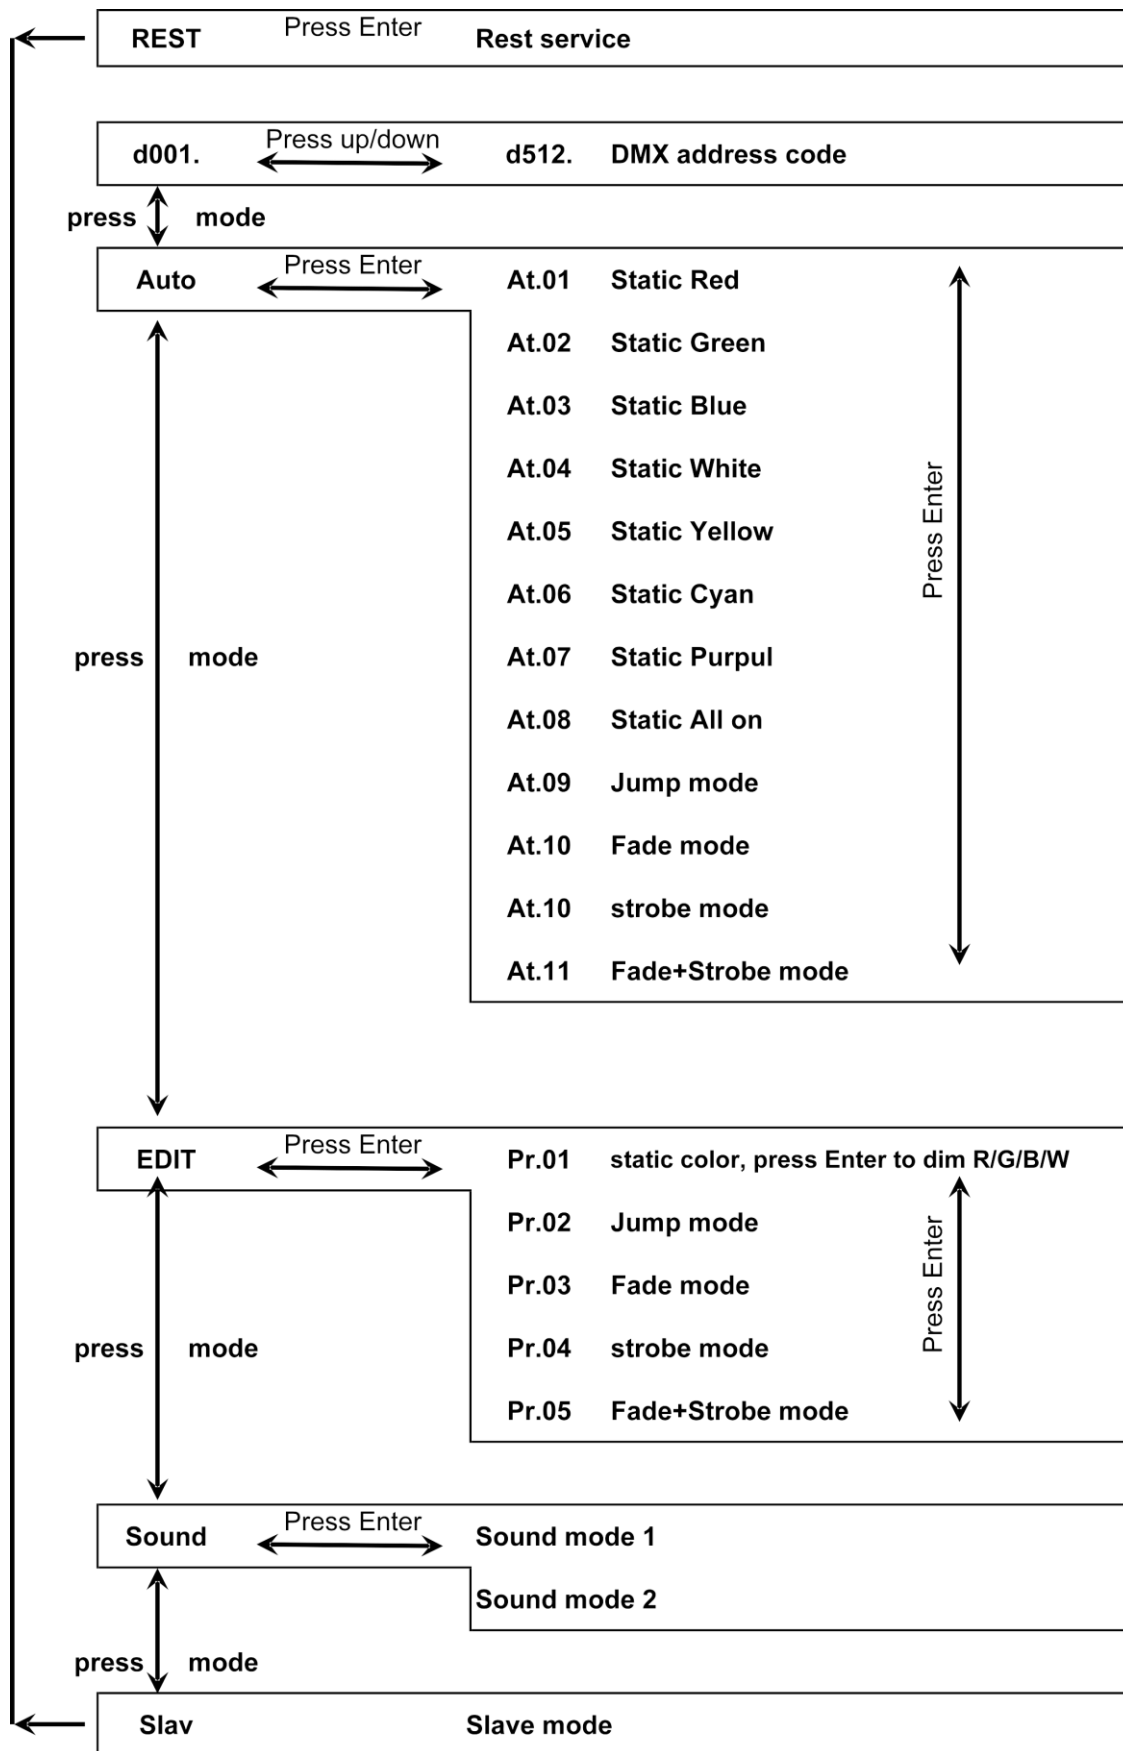 REST Press Enter Rest service
d001. Press up/down d512. DMX address code
press mode
Auto Press Enter At.01 Static Red
At.02 Static Green
At.03 Static Blue
At.04 Static White
At.05 Static Yellow
At.06 Static Cyan
press mode At.07 Static Purpul
At.08 Static All on
At.09 Jump mode
At.10 Fade mode
At.10 strobe mode
At.11 Fade+Strobe mode
Press Enter
EDIT Press Enter Pr.01 static color, press Enter to dim R/G/B/W
Pr.02 Jump mode
Pr.03 Fade mode
press mode Pr.04 strobe mode
Pr.05 Fade+Strobe mode
Press Enter
Sound Press Enter Sound mode 1
Sound mode 2
press mode
Slav Slave mode